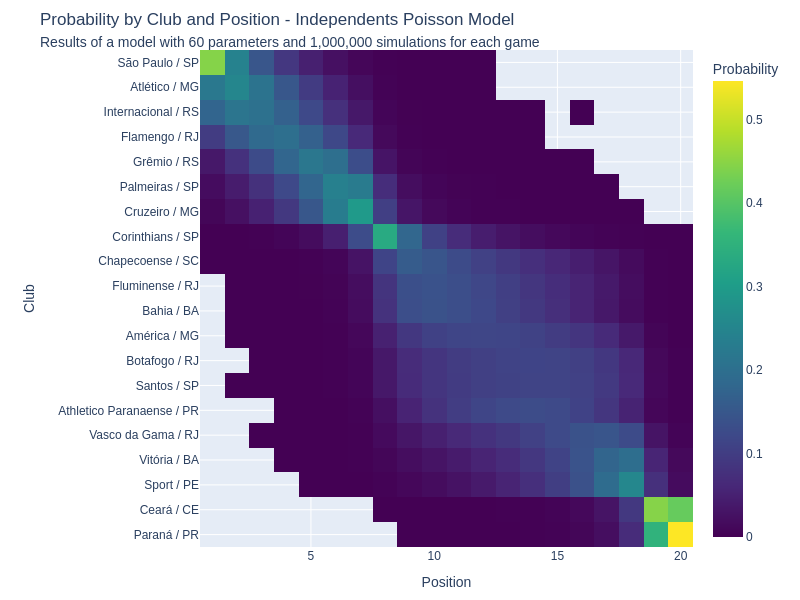 Probability by Club and Position - Independents Poisson Model
Results of a model with 60 parameters and 1,000,000 simulations for each game
Probability
São Paulo / SP
Atlético / MG
Internacional / RS
Flamengo / RJ
Grêmio / RS
Palmeiras / SP
Cruzeiro / MG
Corinthians / SP
Chapecoense / SC
Fluminense / RJ
Bahia / BA
América / MG
Botafogo / RJ
Santos / SP
Athletico Paranaense / PR
Vasco da Gama / RJ
Vitória / BA
Sport / PE
Ceará / CE
Paraná / PR
Club
5
10
15
20
Position
0.5
0.4
0.3
0.2
0.1
0